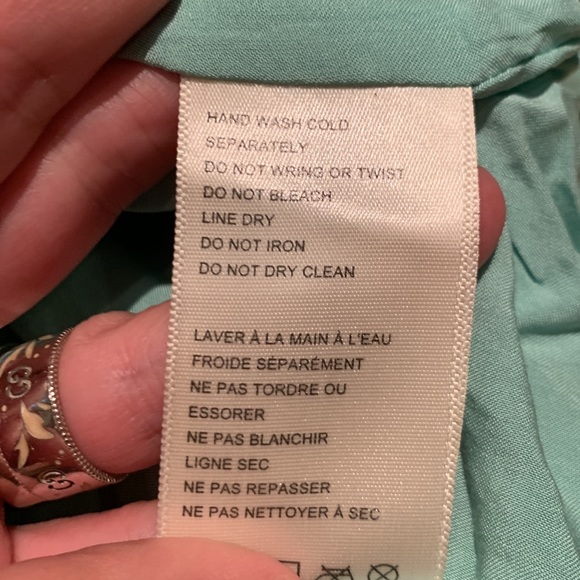 HAND WASH COLD
SEPARATELY
DO NOT WRING OR TWIST
DO NOT BLEACH
LINE DRY
DO NOT IRON
DO NOT DRY CLEAN
LAVER À LA MAIN À L'EAU
FROIDE SÉPARÉMENT
NE PAS TORDRE OU
ESSORER
NE PAS BLANCHIR
LIGNE SEC
NE PAS REPASSER
NE PAS NETTOYER À SEC